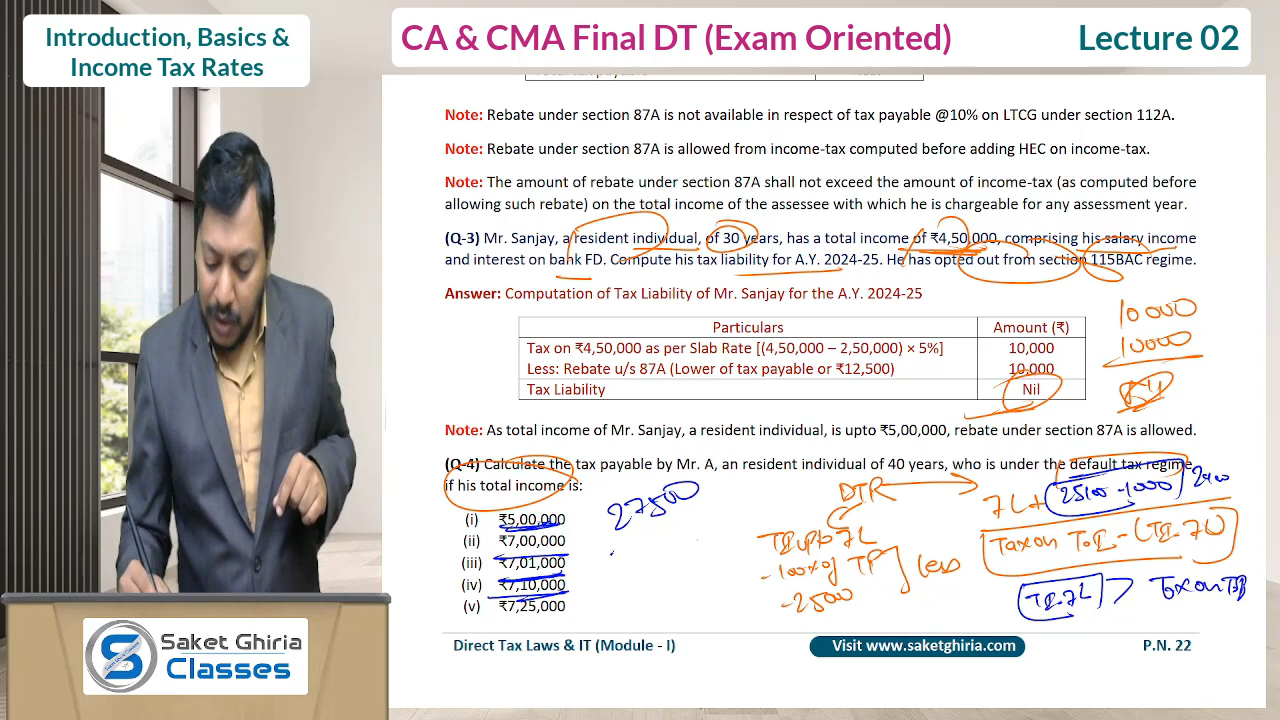 Introduction, Basics &
Income Tax Rates
CA & CMA Final DT (Exam Oriented)
Lecture 02
Note: Rebate under section 87A is not available in respect of tax payable @10% on LTCG under section 112A.
Note: Rebate under section 87A is allowed from income-tax computed before adding HEC on income-tax.
Note: The amount of rebate under section 87A shall not exceed the amount of income-tax (as computed before
allowing such rebate) on the total income of the assessee with which he is chargeable for any assessment year.
(Q-3) Mr. Sanjay, a resident individual, of 30 years, has a total income of ₹4,50,000, comprising his salary income
and interest on bank FD. Compute his tax liability for A.Y. 2024-25. He has opted out from section 115BAC regime.
Answer: Computation of Tax Liability of Mr. Sanjay for the A.Y. 2024-25
Particulars Amount (₹)
Tax on ₹4,50,000 as per Slab Rate [(4,50,000 – 2,50,000) × 5%] 10,000
Less: Rebate u/s 87A (Lower of tax payable or ₹12,500) 10,000
Tax Liability Nil
10000
10000
Note: As total income of Mr. Sanjay, a resident individual, is upto ₹5,00,000, rebate under section 87A is allowed.
(Q-4) Calculate the tax payable by Mr. A, an resident individual of 40 years, who is under the default tax regime,
if his total income is:
(i) ₹5,00,000
(ii) ₹7,00,000
(iii) ₹7,01,000
(iv) ₹7,10,000
(v) ₹7,25,000
27500
DTR
TI upto 7L
-100% of TP
-2500
Less
7L+ 25100-1000
Tax on T.I. - (TI-7L)
TI-7L > Tax on TI
Saket Ghiria
Classes
Direct Tax Laws & IT (Module - I)
Visit www.saketghiria.com
P.N. 22